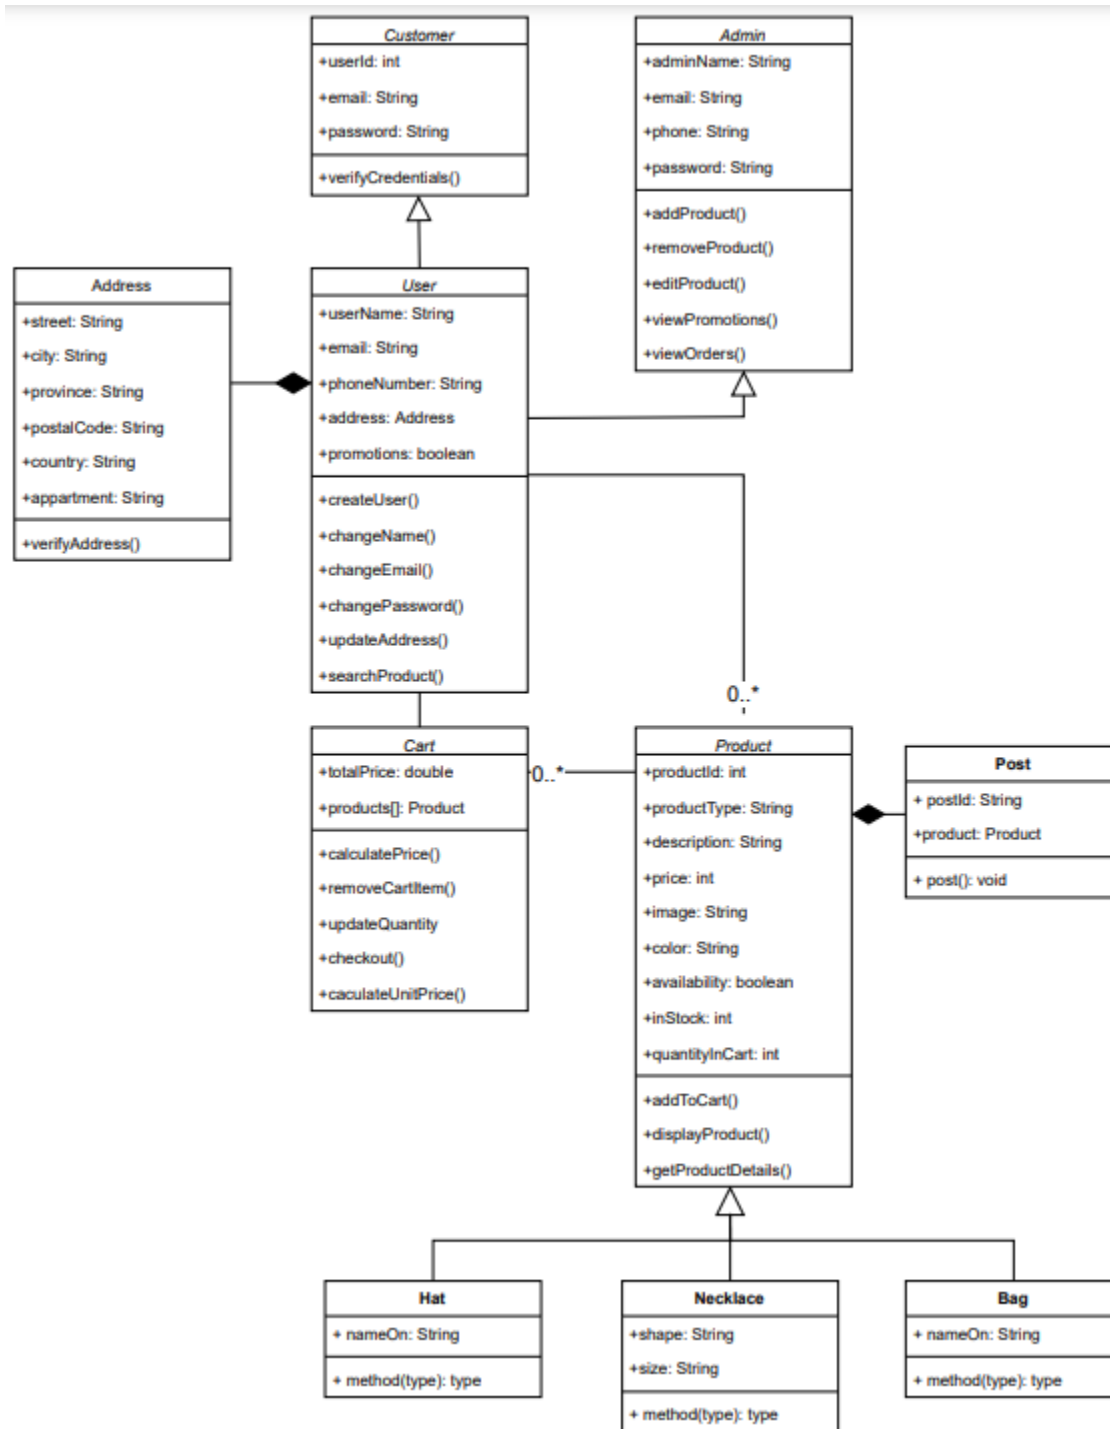 Customer
+userId: int
+email: String
+password: String
+verifyCredentials()
Admin
+adminName: String
+email: String
+phone: String
+password: String
+addProduct()
+removeProduct()
+editProduct()
+viewPromotions()
+viewOrders()
Address
+street: String
+city: String
+province: String
+postalCode: String
+country: String
+appartment: String
+verifyAddress()
User
+userName: String
+email: String
+phoneNumber: String
+address: Address
+promotions: boolean
+createUser()
+changeName()
+changeEmail()
+changePassword()
+updateAddress()
+searchProduct()
0..*
Cart
+totalPrice: double
+products[]: Product
+calculatePrice()
+removeCartItem()
+updateQuantity
+checkout()
+caculateUnitPrice()
0..*
Product
+productId: int
+productType: String
+description: String
+price: int
+image: String
+color: String
+availability: boolean
+inStock: int
+quantityInCart: int
+addToCart()
+displayProduct()
+getProductDetails()
Post
+ postId: String
+product: Product
+ post(): void
Hat
+ nameOn: String
+ method(type): type
Necklace
+shape: String
+size: String
+ method(type): type
Bag
+ nameOn: String
+ method(type): type